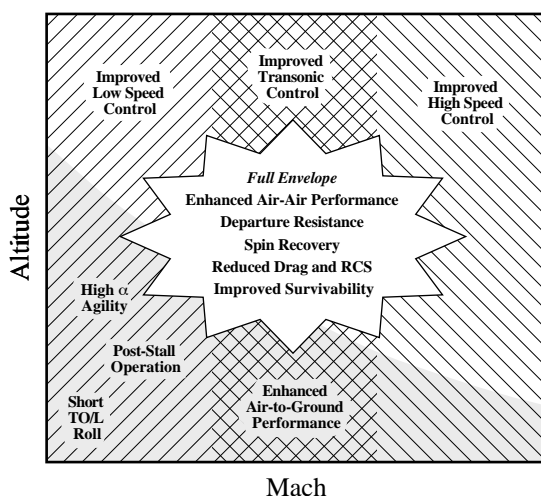 Improved
Low Speed
Control
Improved
Transonic
Control
Improved
High Speed
Control
Full Envelope
Enhanced Air-Air Performance
Departure Resistance
Spin Recovery
Reduced Drag and RCS
Improved Survivability
High α
Agility
Post-Stall
Operation
Short
TO/L
Roll
Enhanced
Air-to-Ground
Performance
Altitude
Mach